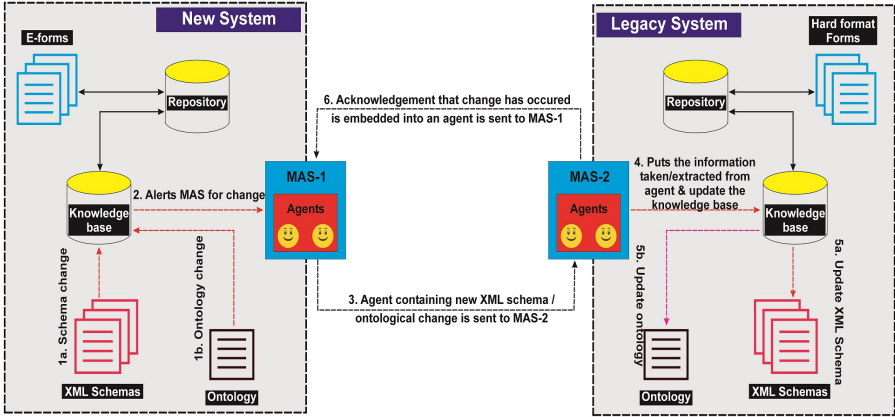 New System
E-forms
Repository
Knowledge
base
2. Alerts MAS for change
1a. Schema change
1b. Ontology change
XML Schemas
Ontology
MAS-1
Agents
6. Acknowledgement that change has occured
is embedded into an agent is sent to MAS-1
3. Agent containing new XML schema /
ontological change is sent to MAS-2
MAS-2
Agents
Legacy System
Hard format
Forms
Repository
4. Puts the information
taken/extracted from
agent & update the
knowledge base
Knowledge
base
5b. Update ontology
5a. Update XML Schema
Ontology
XML Schemas